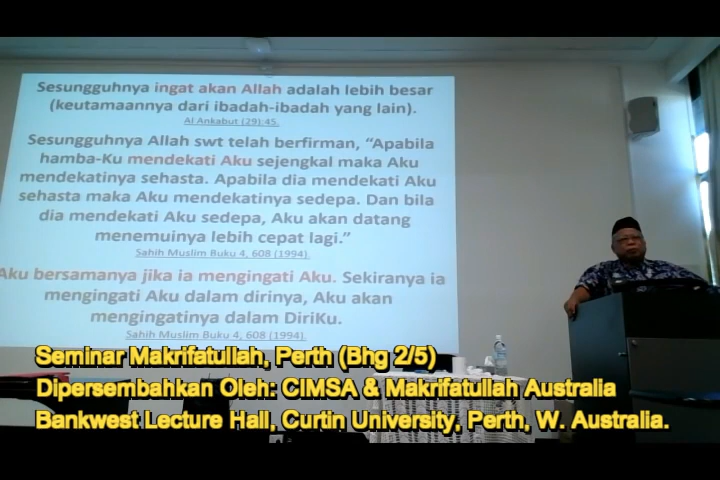 Sesungguhnya ingat akan Allah adalah lebih besar
(keutamaannya dari ibadah-ibadah yang lain).
Al Ankabut (29):45.
Sesungguhnya Allah swt telah berfirman, “Apabila
hamba-Ku mendekati Aku sejengkal maka Aku
mendekatinya sehasta. Apabila dia mendekati Aku
sehasta maka Aku mendekatinya sedepa. Dan bila
dia mendekati Aku sedepa, Aku akan datang
menemuinya lebih cepat lagi.”
Sahih Muslim Buku 4, 608 (1994).
Aku bersamanya jika ia mengingati Aku. Sekiranya ia
mengingati Aku dalam dirinya, Aku akan
mengingatinya dalam DiriKu.
Sahih Muslim Buku 4, 608 (1994).
Seminar Makrifatullah, Perth (Bhg 2/5)
Dipersembahkan Oleh: CIMSA & Makrifatullah Australia
Bankwest Lecture Hall, Curtin University, Perth, W. Australia.